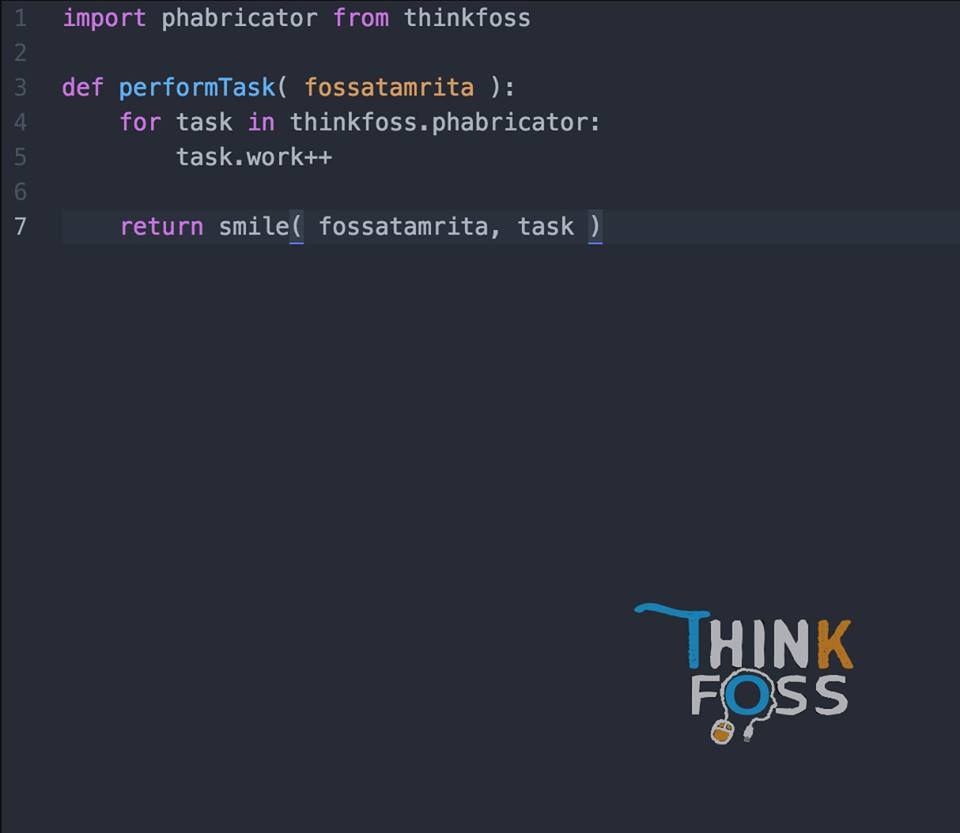 1 import phabricator from thinkfoss
2
3 def performTask( fossatamrita ):
4     for task in thinkfoss.phabricator:
5         task.work++
6
7     return smile( fossatamrita, task )
THINK
FOSS